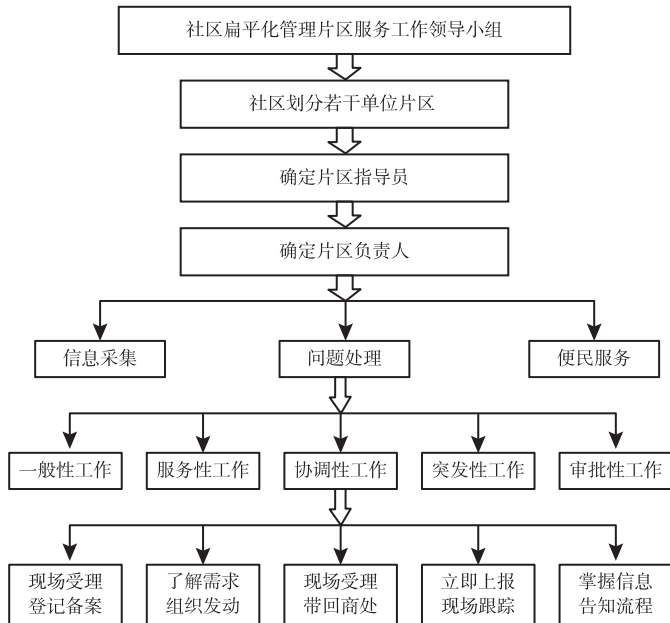 社区扁平化管理片区服务工作领导小组
社区划分若干单位片区
确定片区指导员
确定片区负责人
信息采集
问题处理
便民服务
一般性工作
服务性工作
协调性工作
突发性工作
审批性工作
现场受理
登记备案
了解需求
组织发动
现场受理
带回商处
立即上报
现场跟踪
掌握信息
告知流程